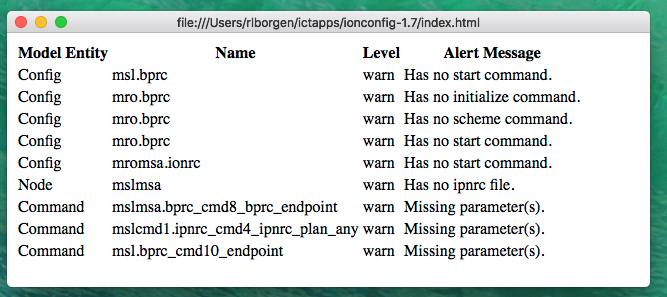 file:///Users/rlborgen/ictapps/ionconfig-1.7/index.html
Model Entity Name Level Alert Message
Config msl.bprc warn Has no start command.
Config mro.bprc warn Has no initialize command.
Config mro.bprc warn Has no scheme command.
Config mro.bprc warn Has no start command.
Config mromsa.ionrc warn Has no start command.
Node mslmsa warn Has no ipnrc file.
Command mslmsa.bprc_cmd8_bprc_endpoint warn Missing parameter(s).
Command mslcmd1.ipnrc_cmd4_ipnrc_plan_any warn Missing parameter(s).
Command msl.bprc_cmd10_endpoint warn Missing parameter(s).